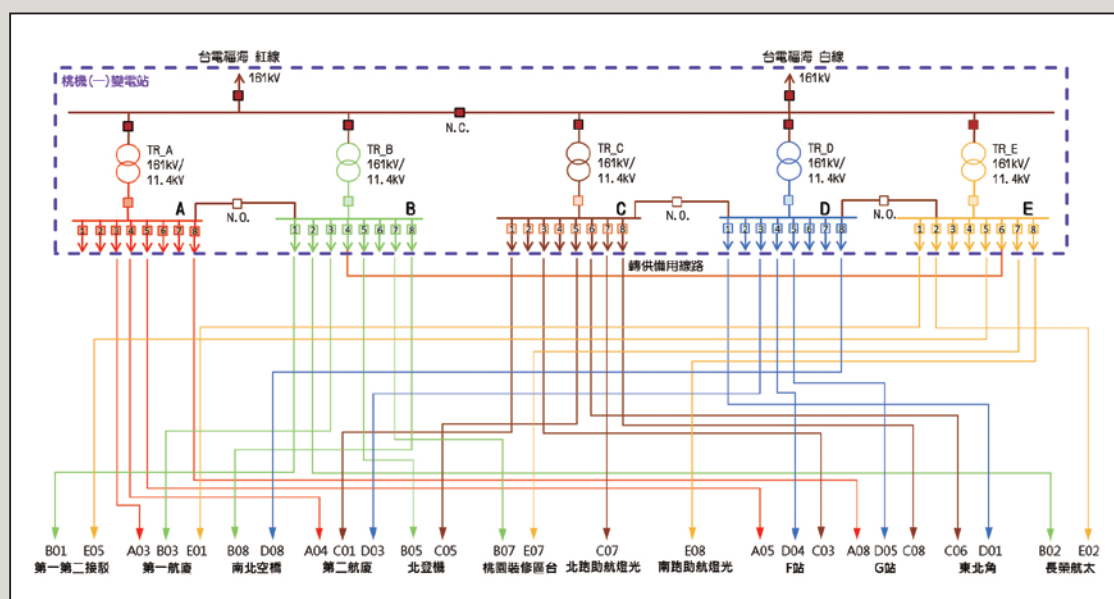 台電福海 紅線
台電福海 白線
桃機(一)變電站
161kV
161kV
N.C.
TR_A
161kV/
11.4kV
TR_B
161kV/
11.4kV
TR_C
161kV/
11.4kV
TR_D
161kV/
11.4kV
TR_E
161kV/
11.4kV
A
N.O.
B
C
N.O.
D
N.O.
E
1 2 3 4 5 6 7 8
1 2 3 4 5 6 7 8
1 2 3 4 5 6 7 8
1 2 3 4 5 6 7 8
1 2 3 4 5 6 7 8
轉供備用線路
B01 E05 A03 B03 E01 B08 D08 A04 C01 D03 B05 C05 B07 E07 C07 E08 A05 D04 C03 A08 D05 C08 C06 D01 B02 E02
第一第二接駁 第一航廈 南北空橋 第二航廈 北登機 桃園裝修區台 北跑助航燈光 南跑助航燈光 F站 G站 東北角 長榮航太